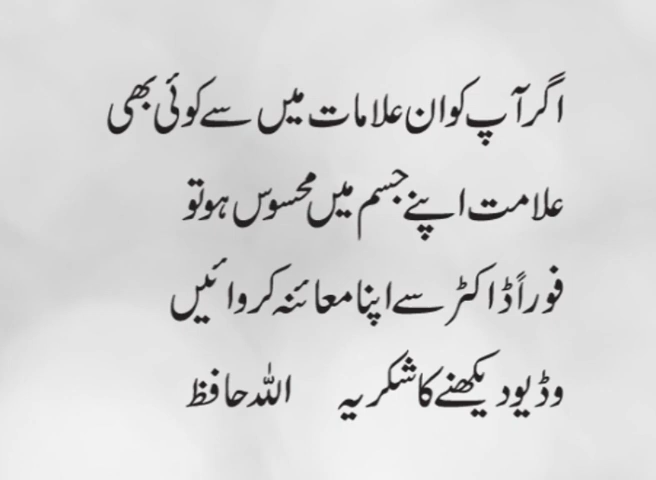 اگر آپ کو ان علامات میں سے کوئی بھی
علامت اپنے جسم میں محسوس ہو تو
فوراً ڈاکٹر سے اپنا معائنہ کروائیں
وڈیو دیکھنے کا شکریہ اللہ حافظ